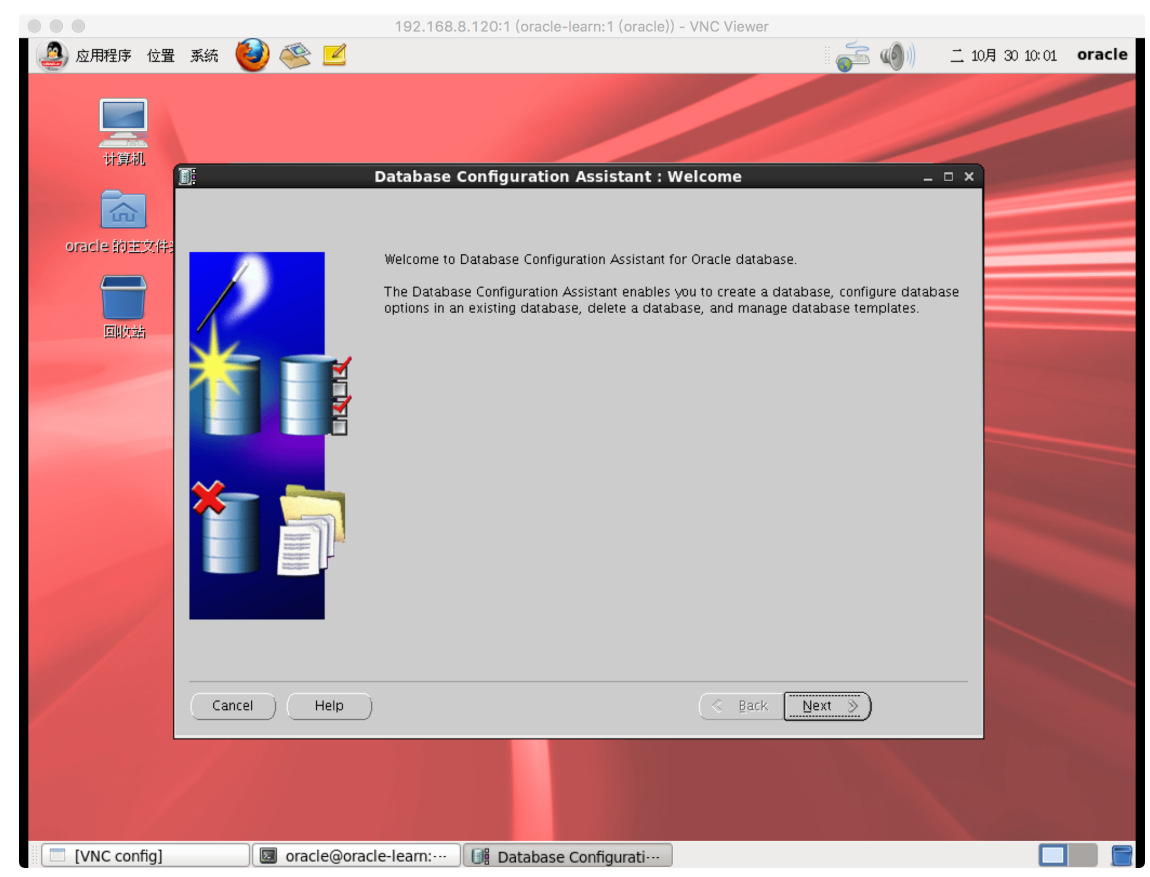 192.168.8.120:1 (oracle-learn:1 (oracle)) - VNC Viewer
应用程序 位置 系统 二 10月 30 10:01 oracle
计算机
Database Configuration Assistant : Welcome
oracle 的主文件
Welcome to Database Configuration Assistant for Oracle database.
The Database Configuration Assistant enables you to create a database, configure database
options in an existing database, delete a database, and manage database templates.
回收站
Cancel Help Back Next
[VNC config] oracle@oracle-learn:··· Database Configurati···